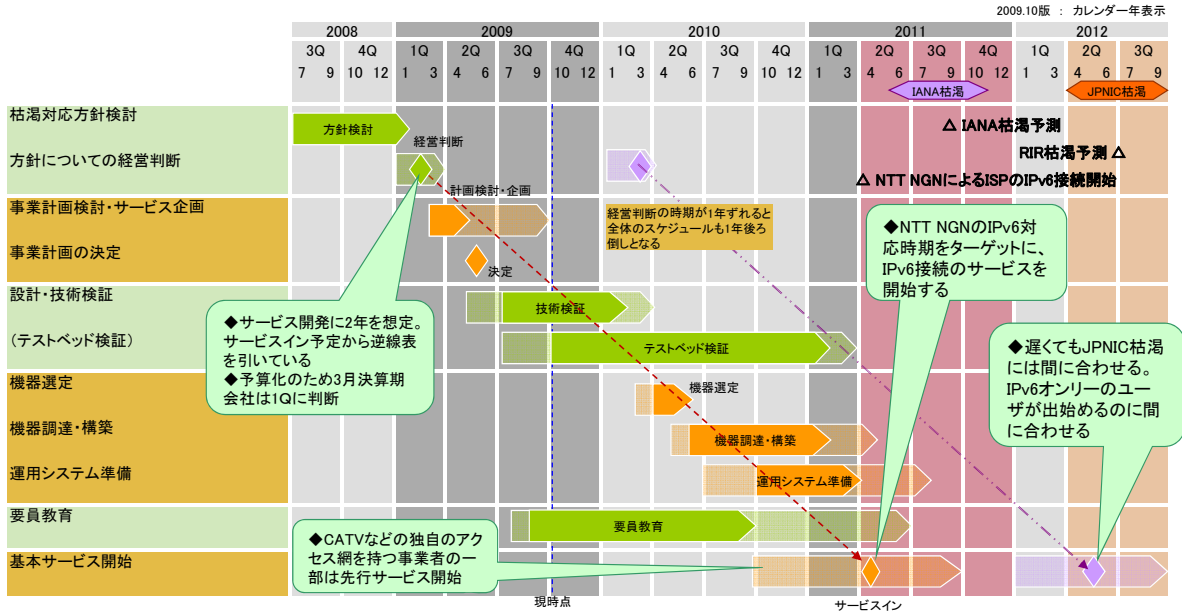 2009.10版 : カレンダー年表示
2008 2009 2010 2011 2012
3Q 4Q 1Q 2Q 3Q 4Q 1Q 2Q 3Q 4Q 1Q 2Q 3Q 4Q 1Q 2Q 3Q
7 9 10 12 1 3 4 6 7 9 10 12 1 3 4 6 7 9 10 12 1 3 4 6 7 9 10 12 1 3 4 6 7 9
IANA枯渇 JPNIC枯渇
枯渇対応方針検討
方針検討
△ IANA枯渇予測
経営判断
方針についての経営判断
RIR枯渇予測 △
△ NTT NGNによるISPのIPv6接続開始
計画検討・企画
事業計画検討・サービス企画
経営判断の時期が1年ずれると
全体のスケジュールも1年後ろ
倒しとなる
事業計画の決定
決定
◆NTT NGNのIPv6対
応時期をターゲットに、
IPv6接続のサービスを
開始する
設計・技術検証
技術検証
(テストベッド検証)
テストベッド検証
◆サービス開発に2年を想定。
サービスイン予定から逆線表
を引いている
◆予算化のため3月決算期
会社は1Qに判断
◆遅くてもJPNIC枯渇
には間に合わせる。
IPv6オンリーのユー
ザが出始めるのに間
に合わせる
機器選定
機器選定
機器調達・構築
機器調達・構築
運用システム準備
運用システム準備
要員教育
要員教育
◆CATVなどの独自のアク
セス網を持つ事業者の一
部は先行サービス開始
基本サービス開始
現時点
サービスイン